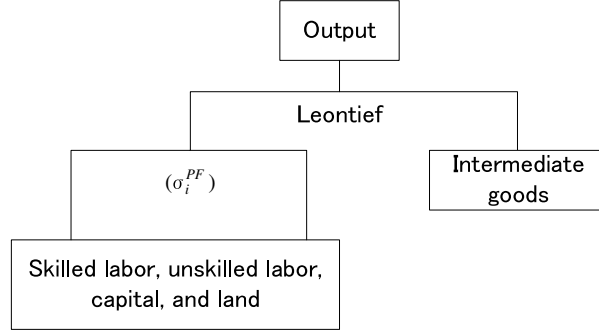 Output
Leontief
(σ_i^{PF})
Intermediate
goods
Skilled labor, unskilled labor,
capital, and land